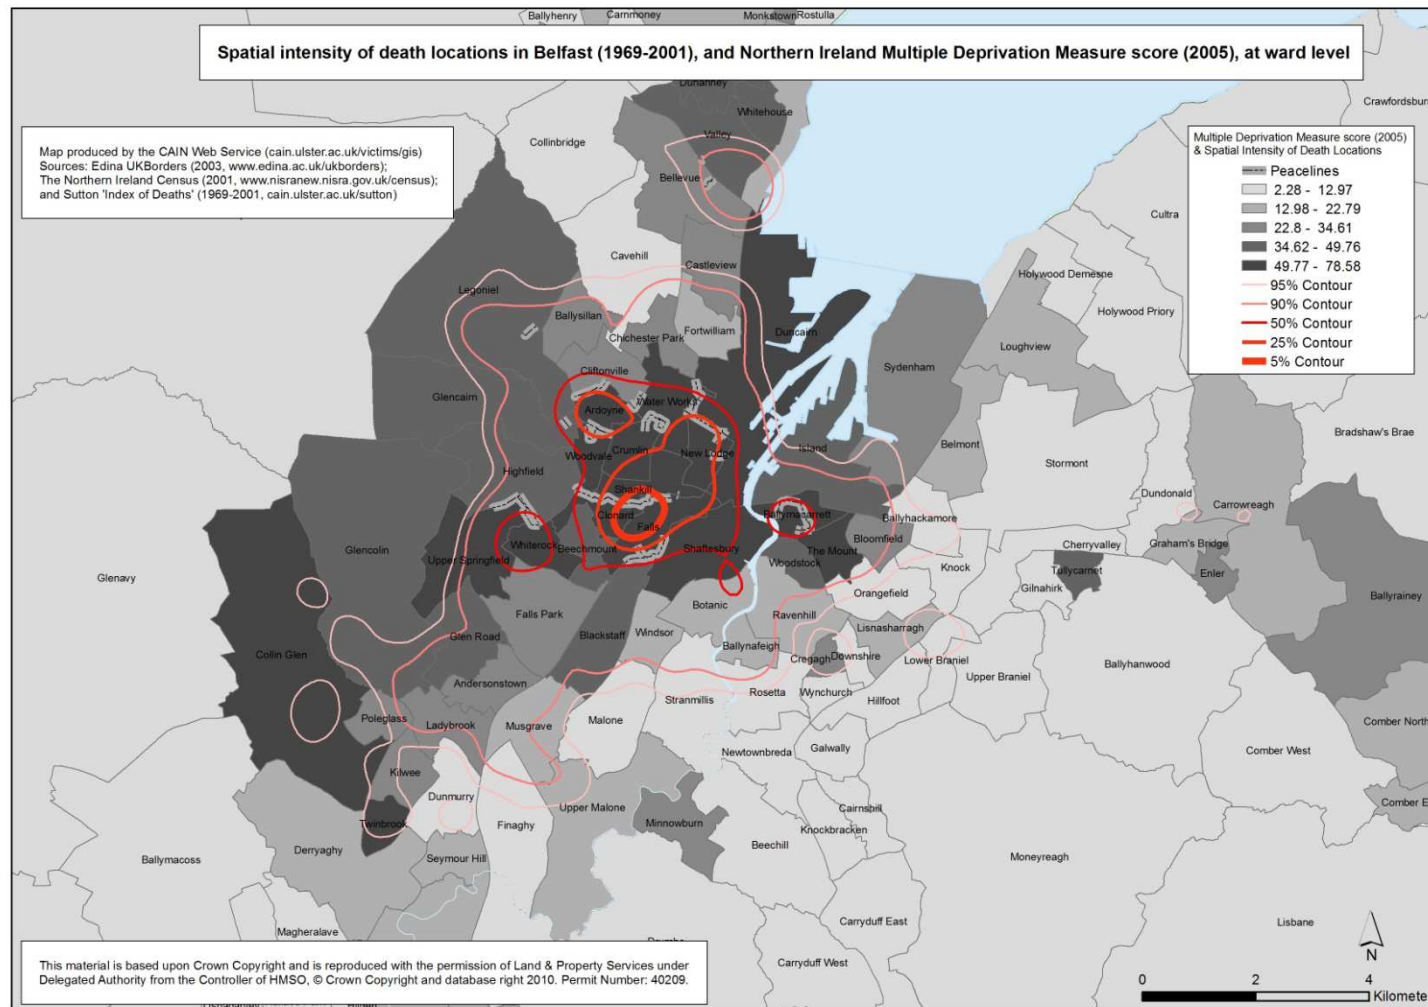 Ballyhenry
Carnmoney
Monkstown
Rostulla
Spatial intensity of death locations in Belfast (1969-2001), and Northern Ireland Multiple Deprivation Measure score (2005), at ward level
Dunanney
Whitehouse
Crawfordsbur
Collinbridge
Valley
Map produced by the CAIN Web Service (cain.ulster.ac.uk/victims/gis)
Sources: Edina UKBorders (2003, www.edina.ac.uk/ukborders);
The Northern Ireland Census (2001, www.nisranew.nisra.gov.uk/census);
and Sutton 'Index of Deaths' (1969-2001, cain.ulster.ac.uk/sutton)
Multiple Deprivation Measure score (2005)
& Spatial Intensity of Death Locations
Peacelines
2.28 - 12.97
12.98 - 22.79
22.8 - 34.61
34.62 - 49.76
49.77 - 78.58
95% Contour
90% Contour
50% Contour
25% Contour
5% Contour
Bellevue
Cultra
Cavehill
Castleview
Holywood Demesne
Legoniel
Holywood Priory
Ballysillan
Fortwilliam
Duncairn
Chichester Park
Loughview
Sydenham
Cliftonville
Glencairn
Ardoyne
Water Works
Bradshaw's Brae
Belmont
Island
Crumlin
New Lodge
Woodvale
Stormont
Highfield
Shankill
Dundonald
Carrowreagh
Clonard
Ballymacarrett
Ballyhackamore
Falls
Bloomfield
Graham's Bridge
Whiterock
Cherryvalley
Glencolin
Beechmount
Shaftesbury
The Mount
Upper Springfield
Woodstock
Knock
Tullycarnet
Enler
Glenavy
Gilnahirk
Orangefield
Ballyrainey
Botanic
Falls Park
Ravenhill
Lisnasharragh
Windsor
Glen Road
Blackstaff
Ballynafeigh
Collin Glen
Cregagh
Downshire
Lower Braniel
Ballyhanwood
Upper Braniel
Andersonstown
Rosetta
Wynchurch
Stranmillis
Hillfoot
Poleglass
Ladybrook
Musgrave
Malone
Comber North
Newtownbreda
Galwally
Comber West
Kilwee
Dunmurry
Upper Malone
Cairnshill
Comber E
Twinbrook
Finaghy
Minnowburn
Knockbracken
Derryaghy
Beechill
Ballymacoss
Seymour Hill
Moneyreagh
Carryduff East
Lisbane
Magheralave
Carryduff West
N
This material is based upon Crown Copyright and is reproduced with the permission of Land & Property Services under
Delegated Authority from the Controller of HMSO, © Crown Copyright and database right 2010. Permit Number: 40209.
0 2 4
Kilomete